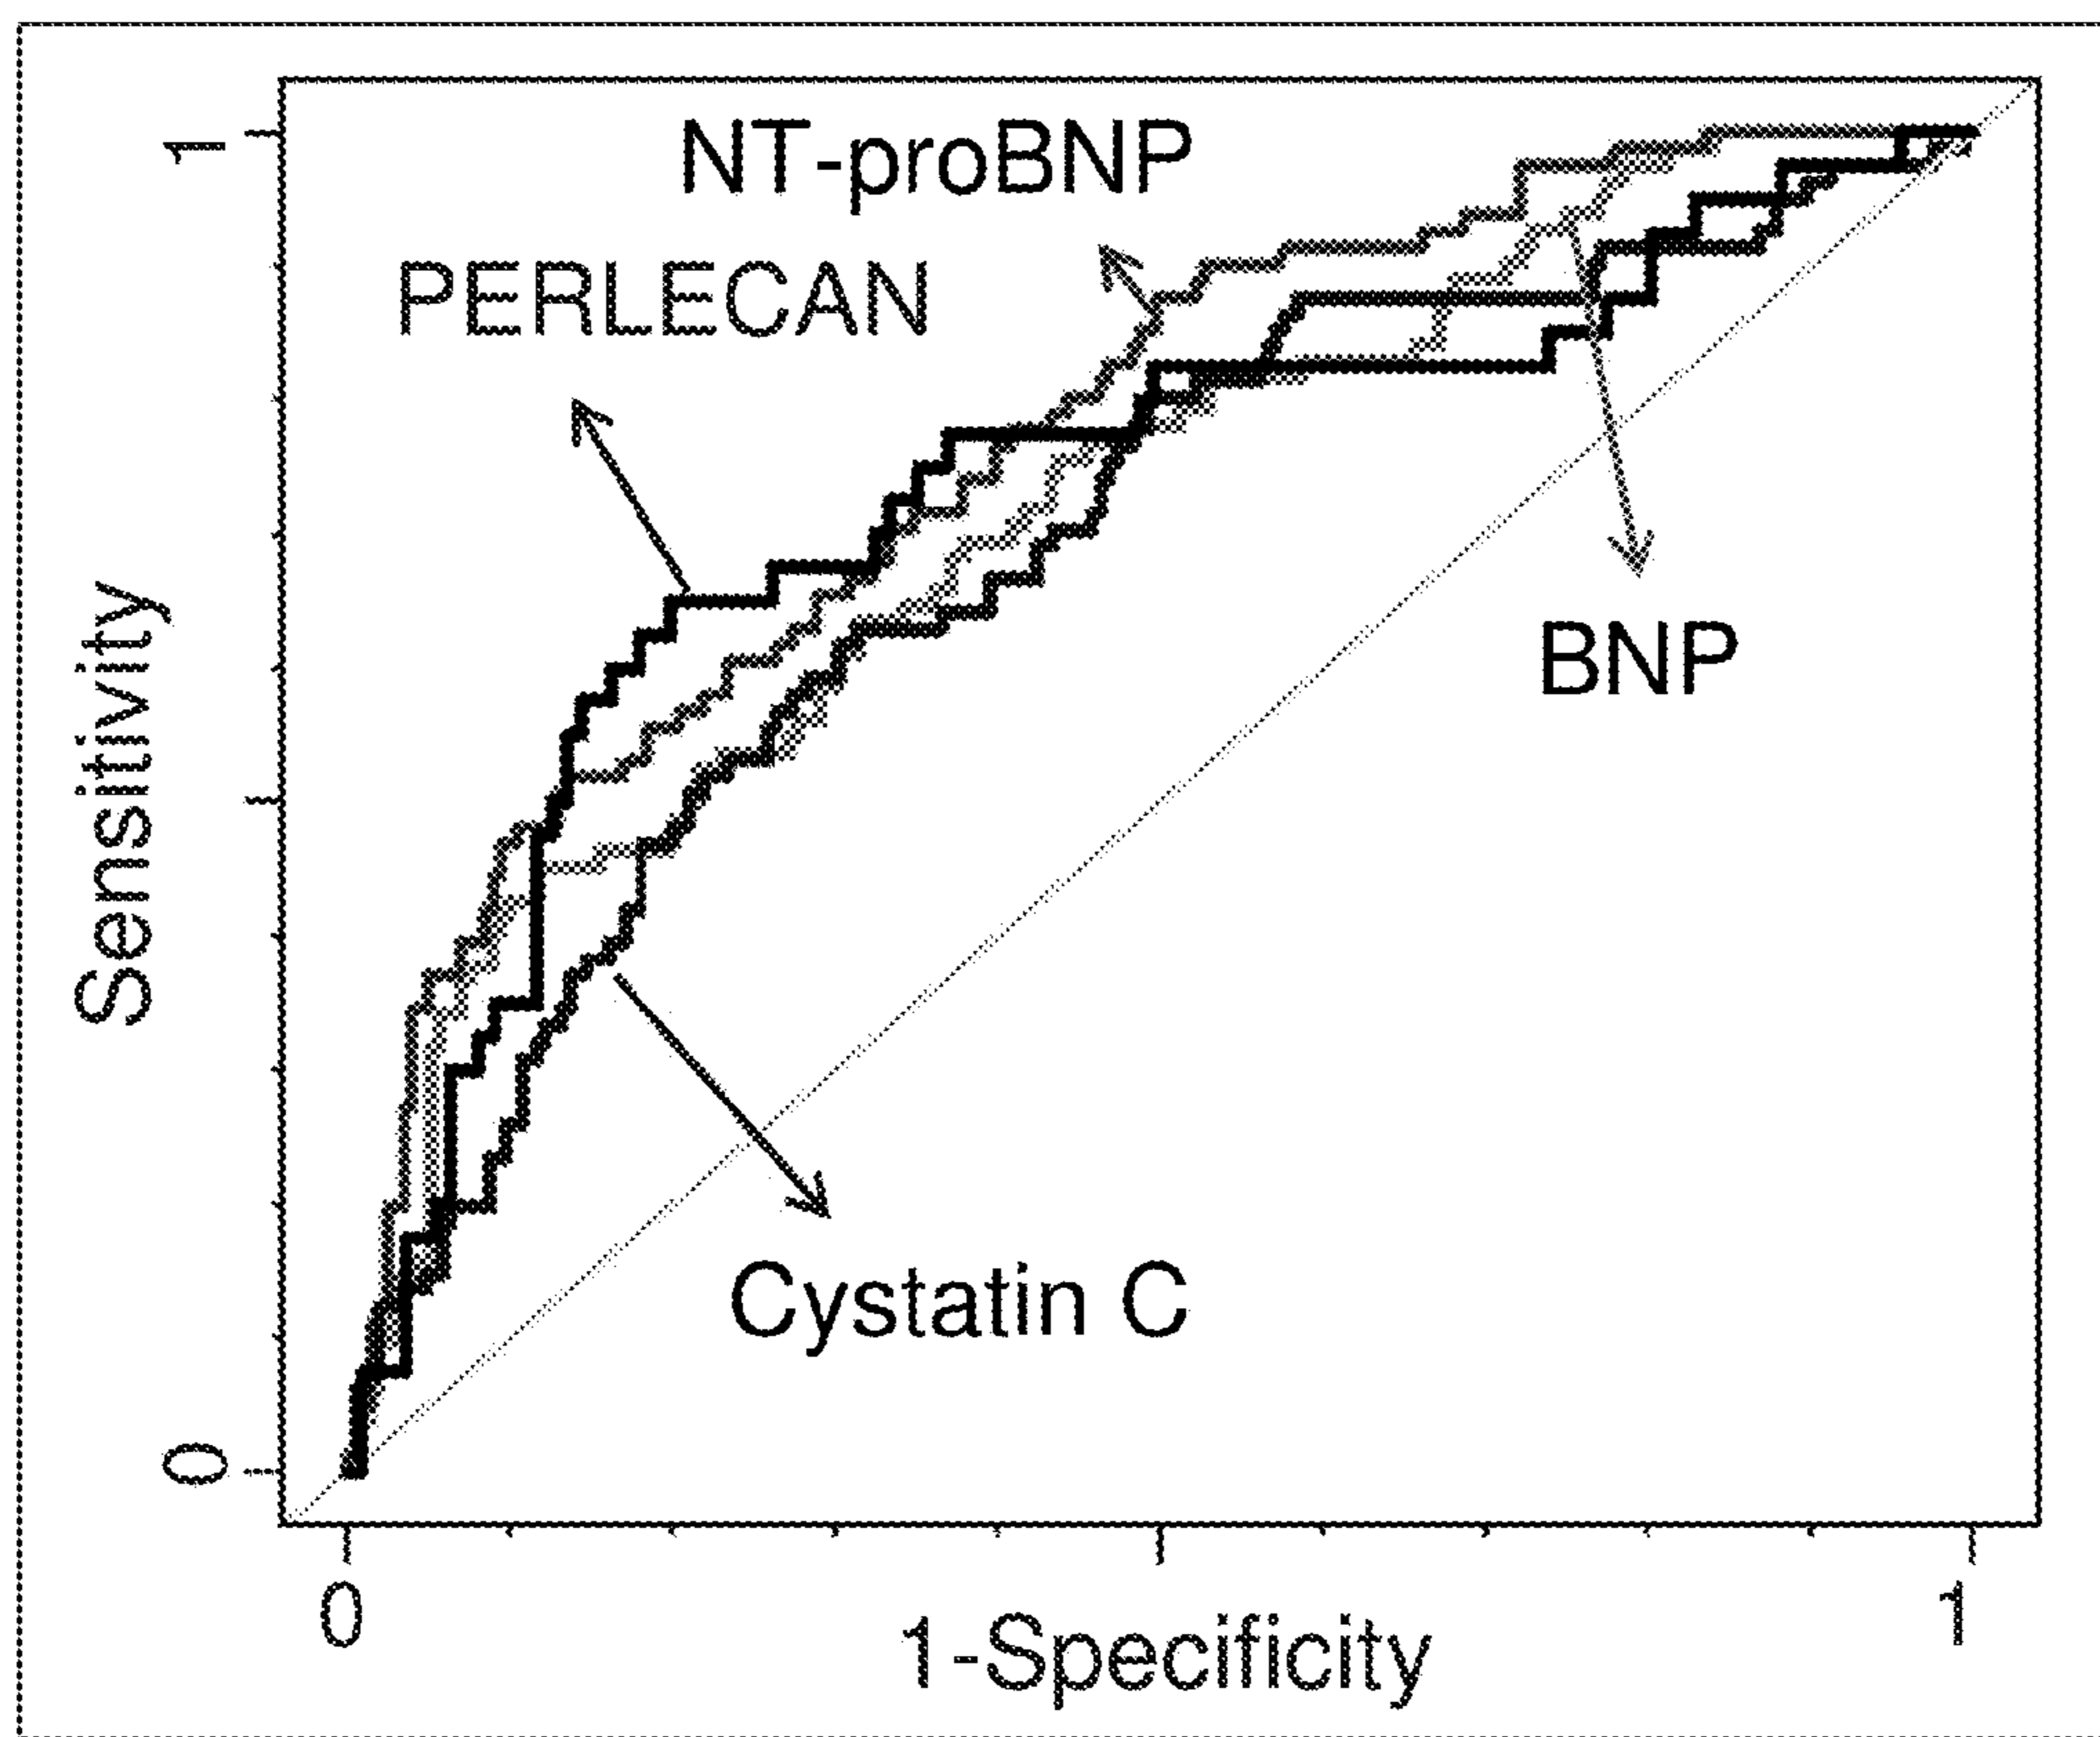 1
NT-proBNP
PERLECAN
BNP
Sensitivity
Cystatin C
0
0
1
1-Specificity